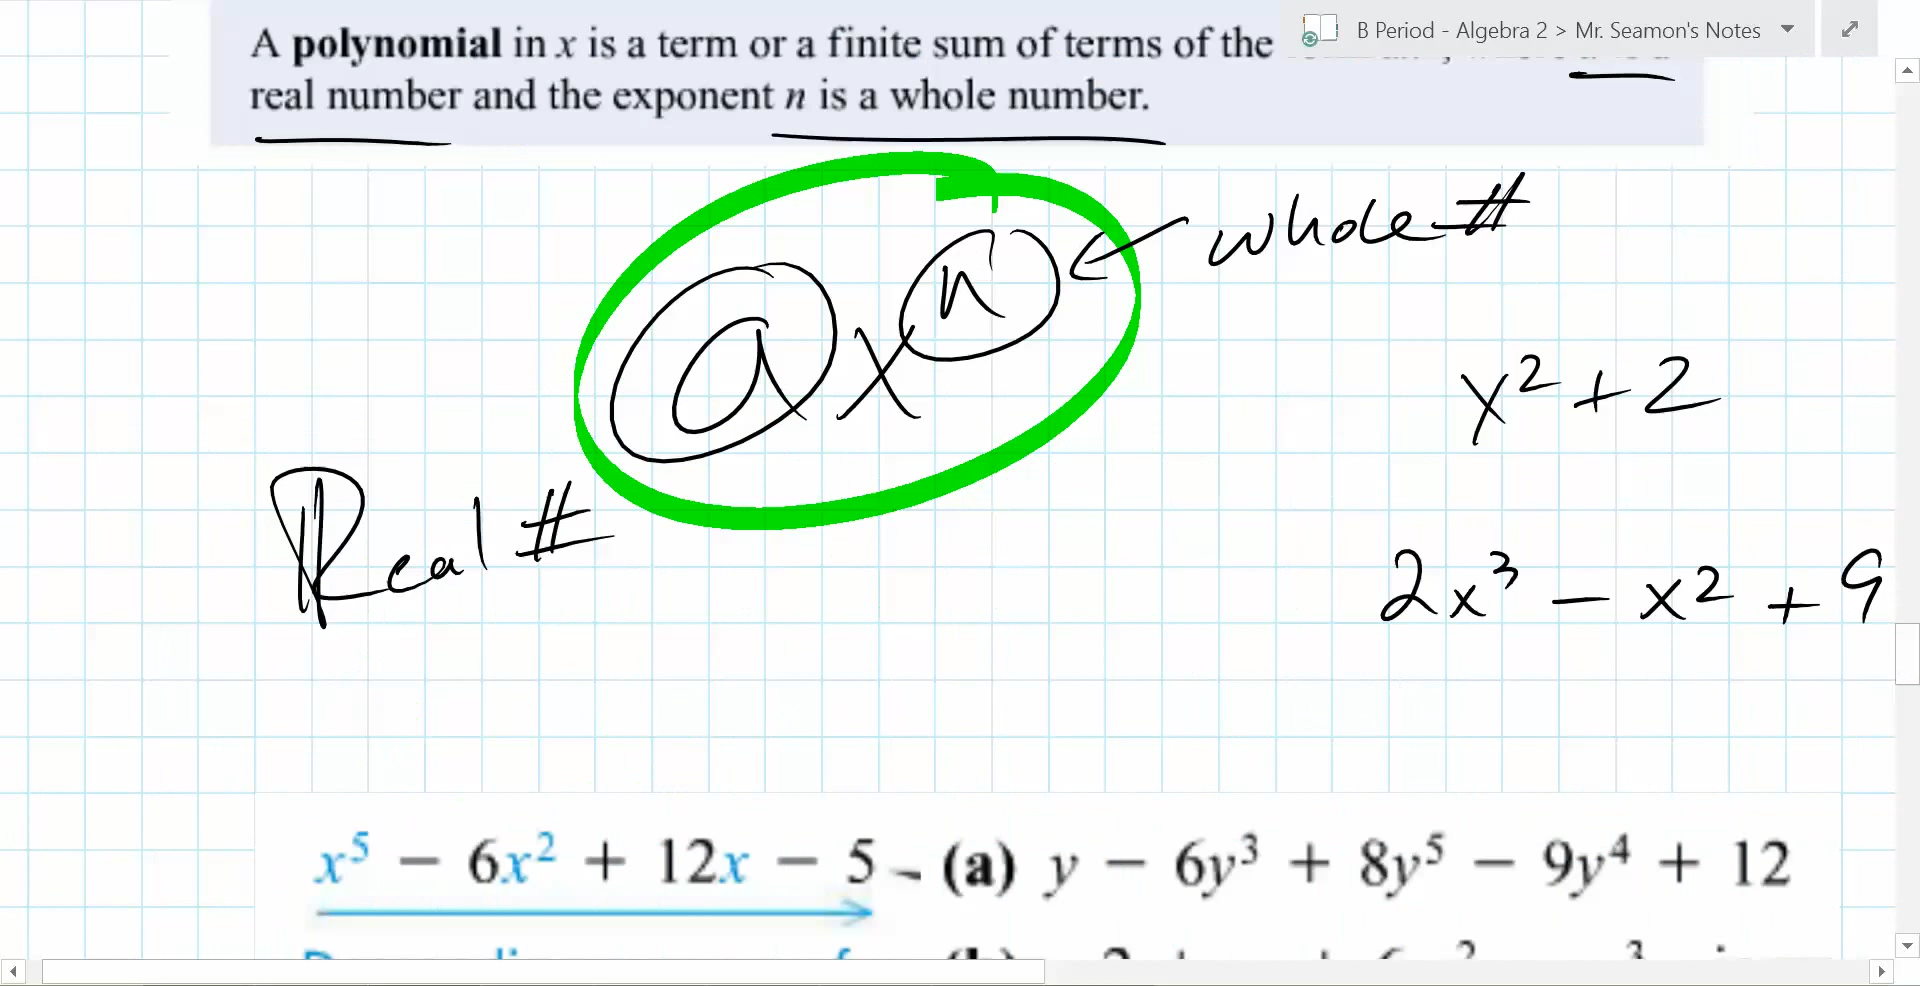 B Period - Algebra 2 > Mr. Seamon's Notes
A polynomial in x is a term or a finite sum of terms of the
real number and the exponent n is a whole number.
whole #
axⁿ
x² + 2
Real #
2x³ - x² + 9
x⁵ − 6x² + 12x − 5 - (a) y − 6y³ + 8y⁵ − 9y⁴ + 12